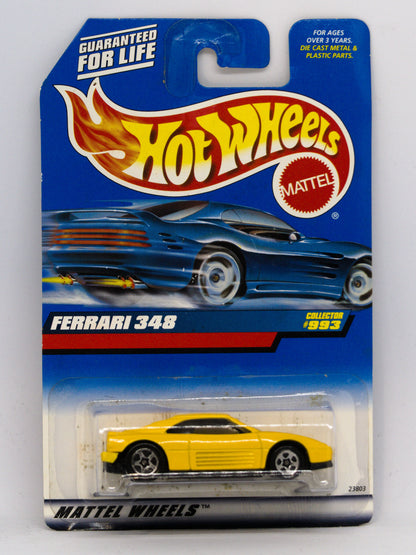 GUARANTEED
FOR LIFE
FOR AGES
OVER 3 YEARS.
DIE CAST METAL &
PLASTIC PARTS.
HOT WHEELS
MATTEL
®
FERRARI 348
COLLECTOR
#993
23803
MATTEL WHEELS™